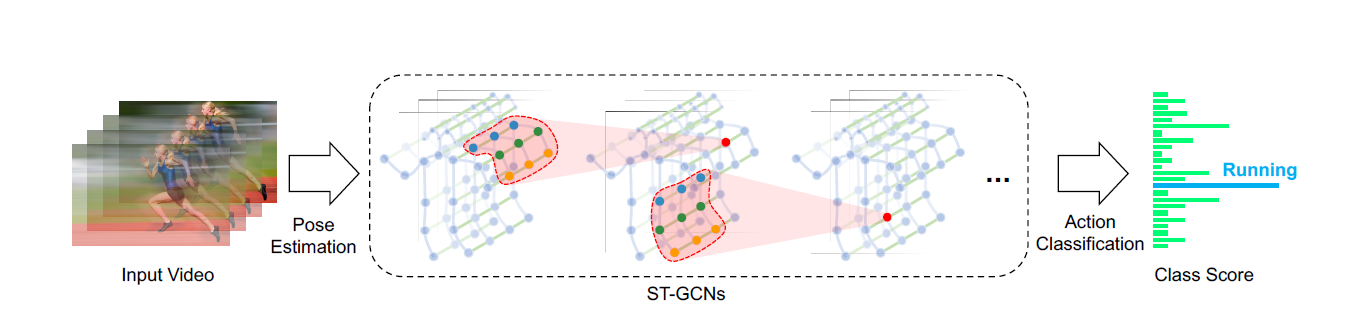 Input Video
Pose
Estimation
ST-GCNs
...
Action
Classification
Running
Class Score